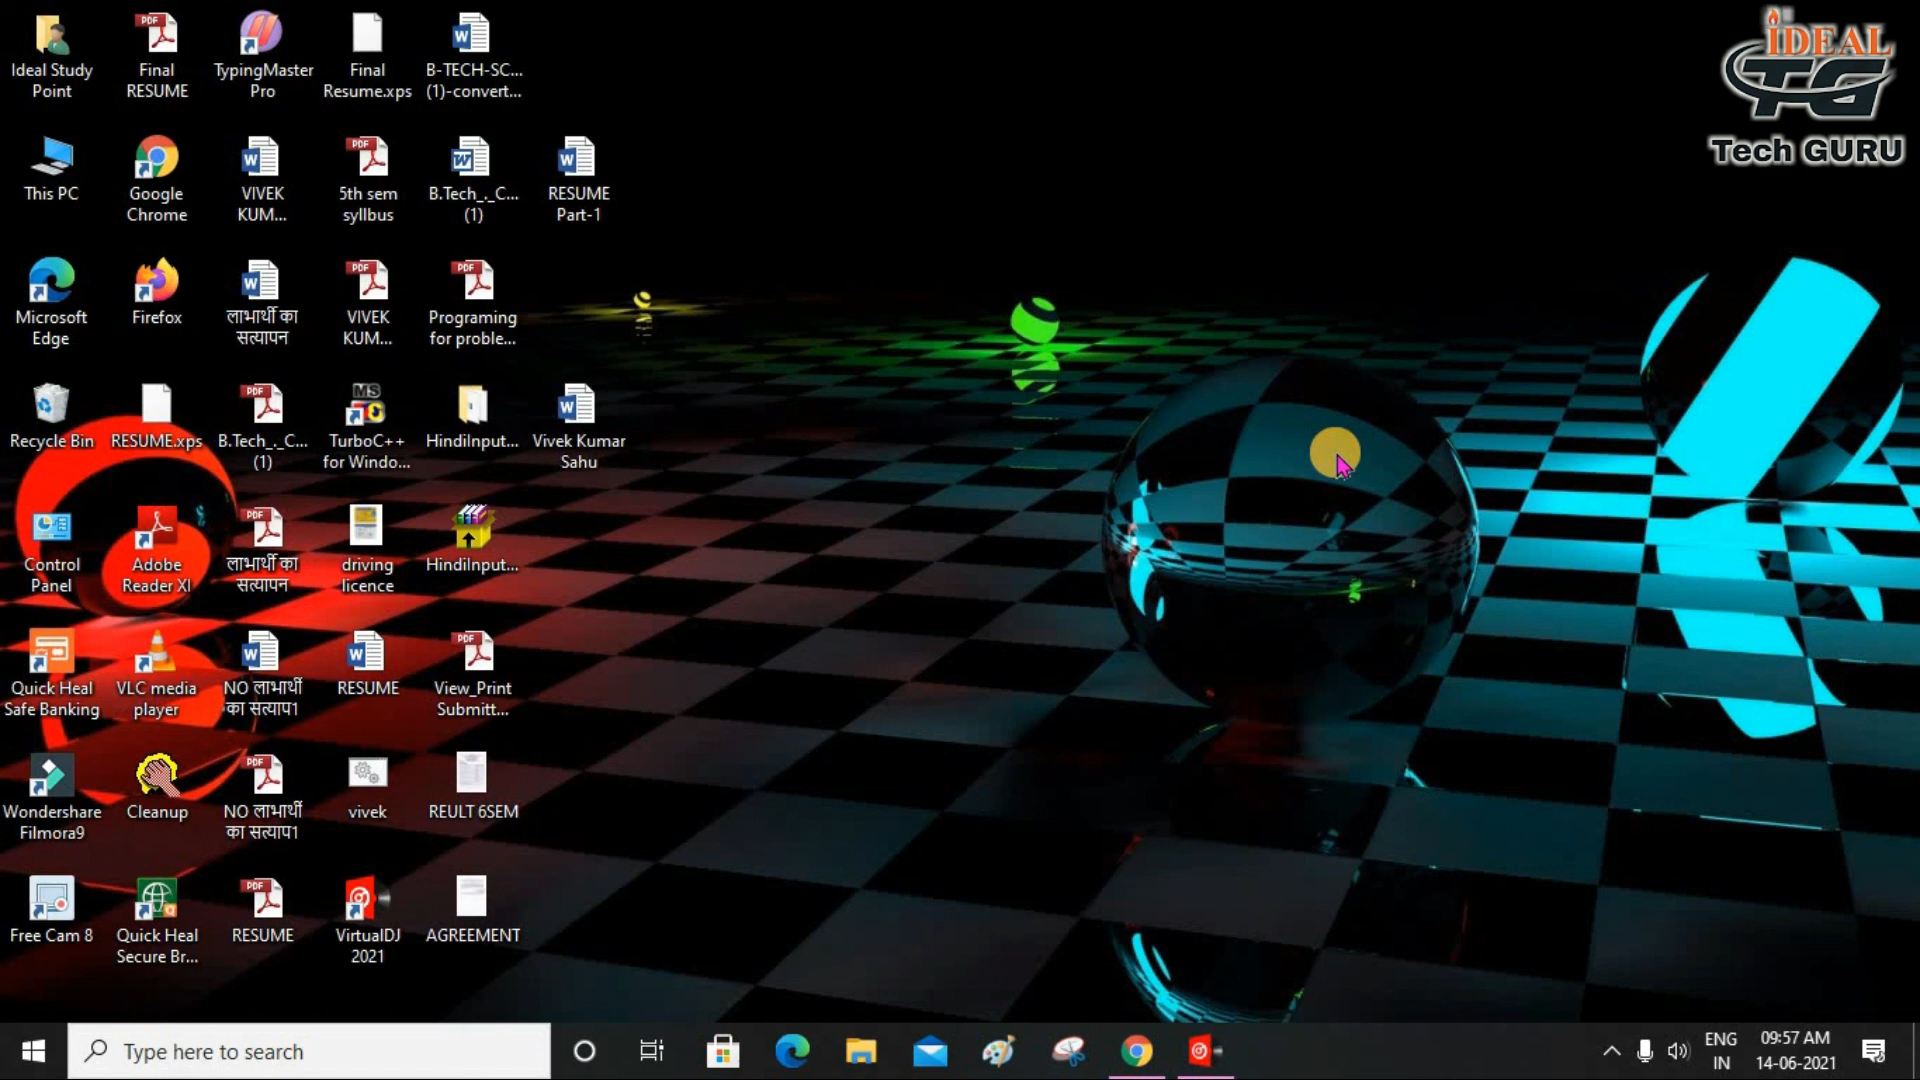 Ideal Study
Point
Final
RESUME
TypingMaster
Pro
Final
Resume.xps
B-TECH-SC...
(1)-convert...
IDEAL
TG
Tech GURU
This PC
Google
Chrome
VIVEK
KUM...
5th sem
syllbus
B.Tech_._C...
(1)
RESUME
Part-1
Microsoft
Edge
Firefox
लाभार्थी का
सत्यापन
VIVEK
KUM...
Programing
for proble...
Recycle Bin
RESUME.xps
B.Tech_._C...
(1)
TurboC++
for Windo...
HindiInput...
Vivek Kumar
Sahu
Control
Panel
Adobe
Reader XI
लाभार्थी का
सत्यापन
driving
licence
HindiInput...
Quick Heal
Safe Banking
VLC media
player
NO लाभार्थी
का सत्याप1
RESUME
View_Print
Submitt...
Wondershare
Filmora9
Cleanup
NO लाभार्थी
का सत्याप1
vivek
REULT 6SEM
Free Cam 8
Quick Heal
Secure Br...
RESUME
VirtualDJ
2021
AGREEMENT
Type here to search
ENG
IN
09:57 AM
14-06-2021